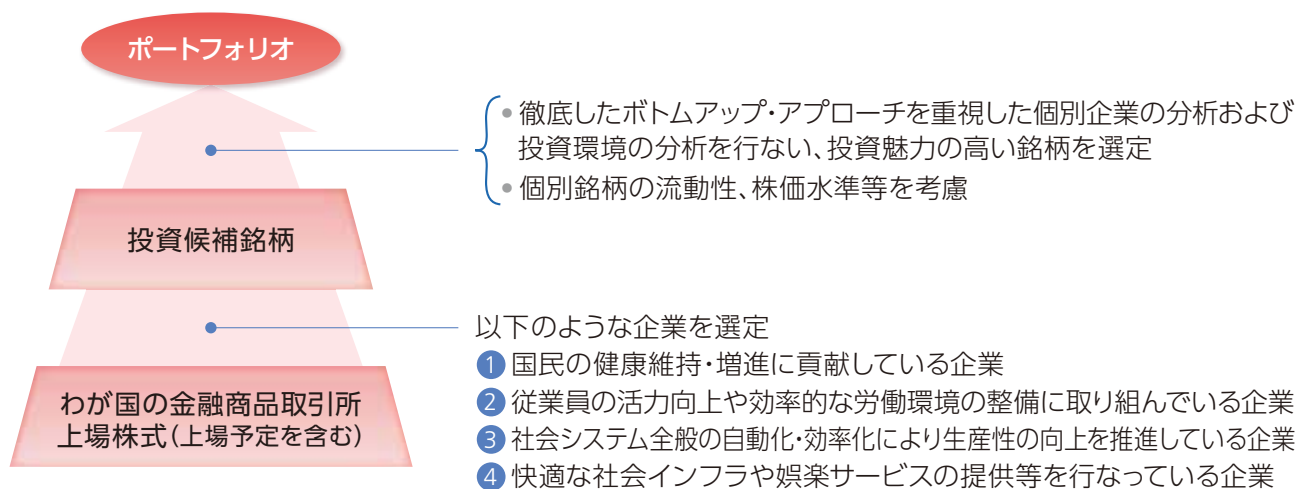 ポートフォリオ
• 徹底したボトムアップ・アプローチを重視した個別企業の分析および
投資環境の分析を行ない、投資魅力の高い銘柄を選定
• 個別銘柄の流動性、株価水準等を考慮
投資候補銘柄
以下のような企業を選定
1 国民の健康維持・増進に貢献している企業
2 従業員の活力向上や効率的な労働環境の整備に取り組んでいる企業
3 社会システム全般の自動化・効率化により生産性の向上を推進している企業
4 快適な社会インフラや娯楽サービスの提供等を行なっている企業
わが国の金融商品取引所
上場株式(上場予定を含む)